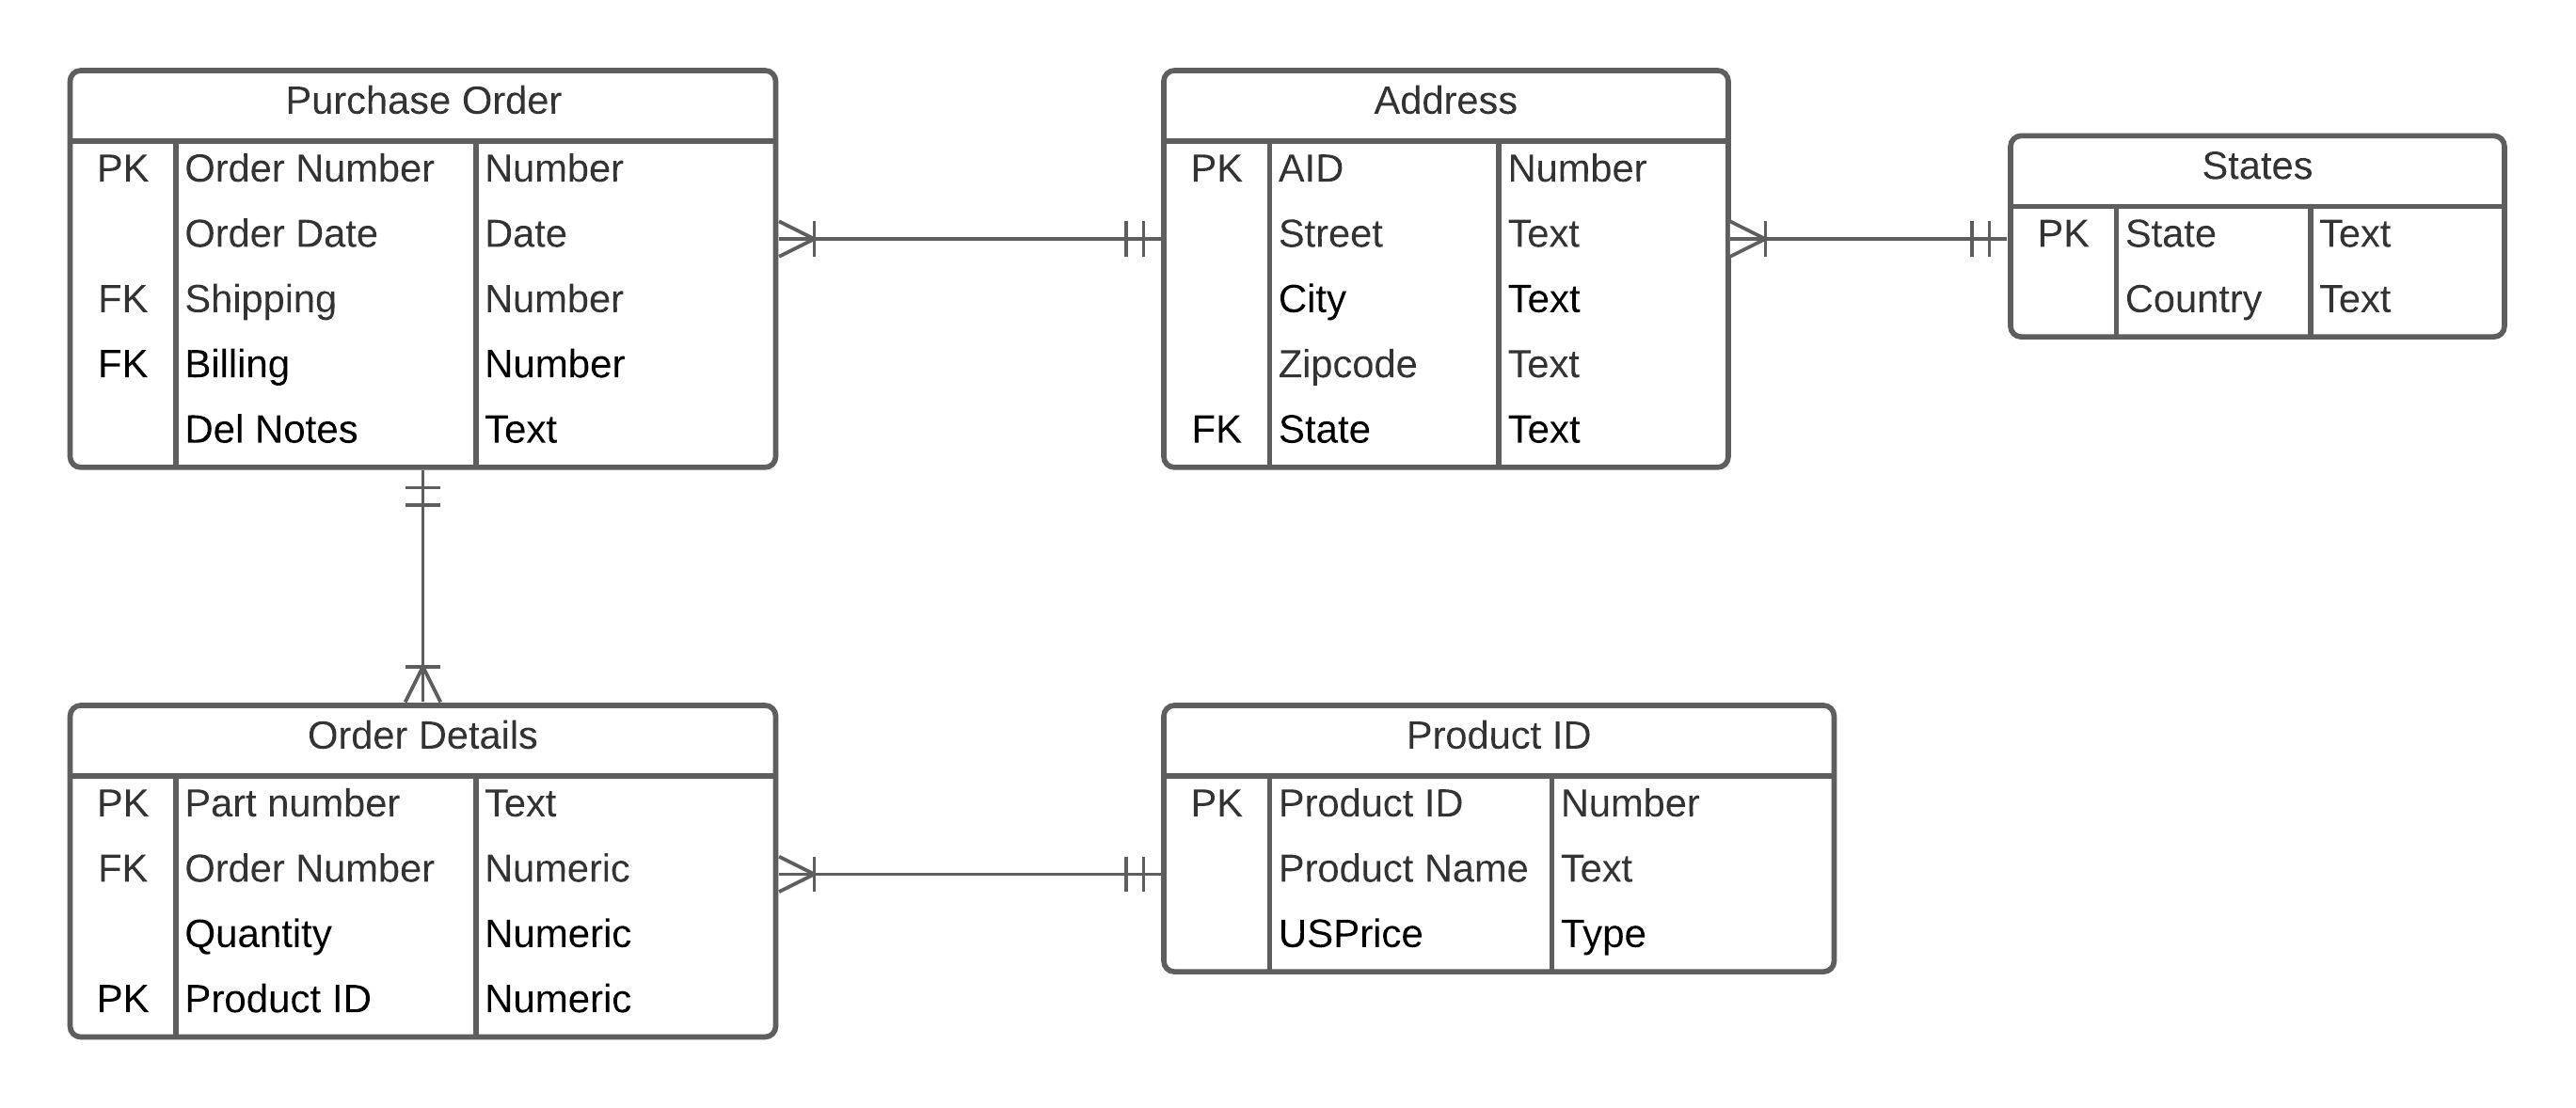 Purchase Order
PK Order Number Number
Order Date Date
FK Shipping Number
FK Billing Number
Del Notes Text
Address
PK AID Number
Street Text
City Text
Zipcode Text
FK State Text
States
PK State Text
Country Text
Order Details
PK Part number Text
FK Order Number Numeric
Quantity Numeric
PK Product ID Numeric
Product ID
PK Product ID Number
Product Name Text
USPrice Type